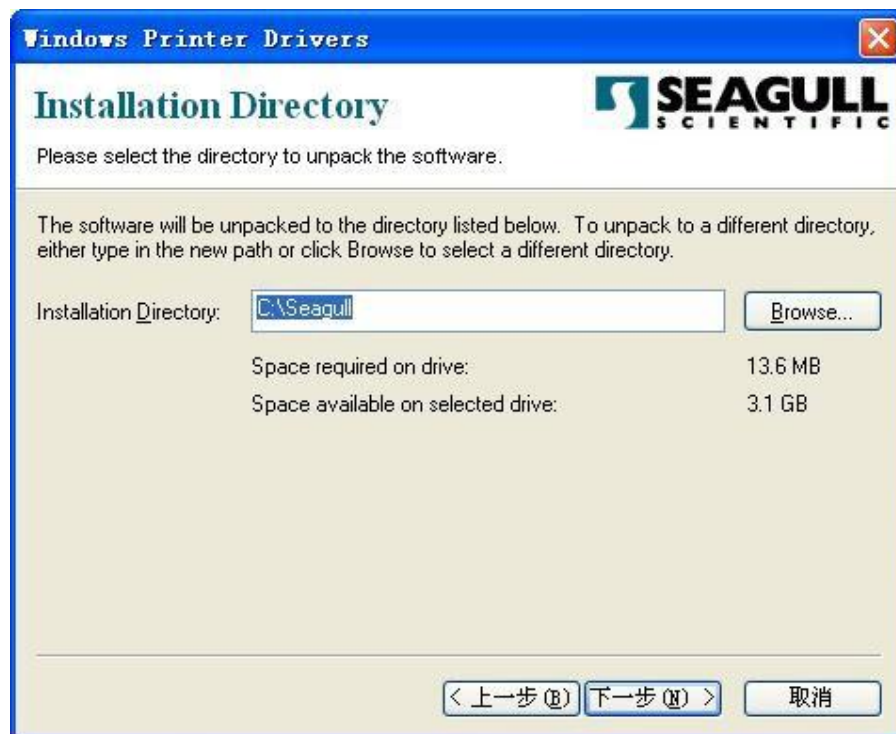 Windows Printer Drivers
Installation Directory
SEAGULL
SCIENTIFIC
Please select the directory to unpack the software.
The software will be unpacked to the directory listed below.  To unpack to a different directory,
either type in the new path or click Browse to select a different directory.
Installation Directory: C:\Seagull Browse...
Space required on drive: 13.6 MB
Space available on selected drive: 3.1 GB
< 上一步(B) 下一步(N) > 取消